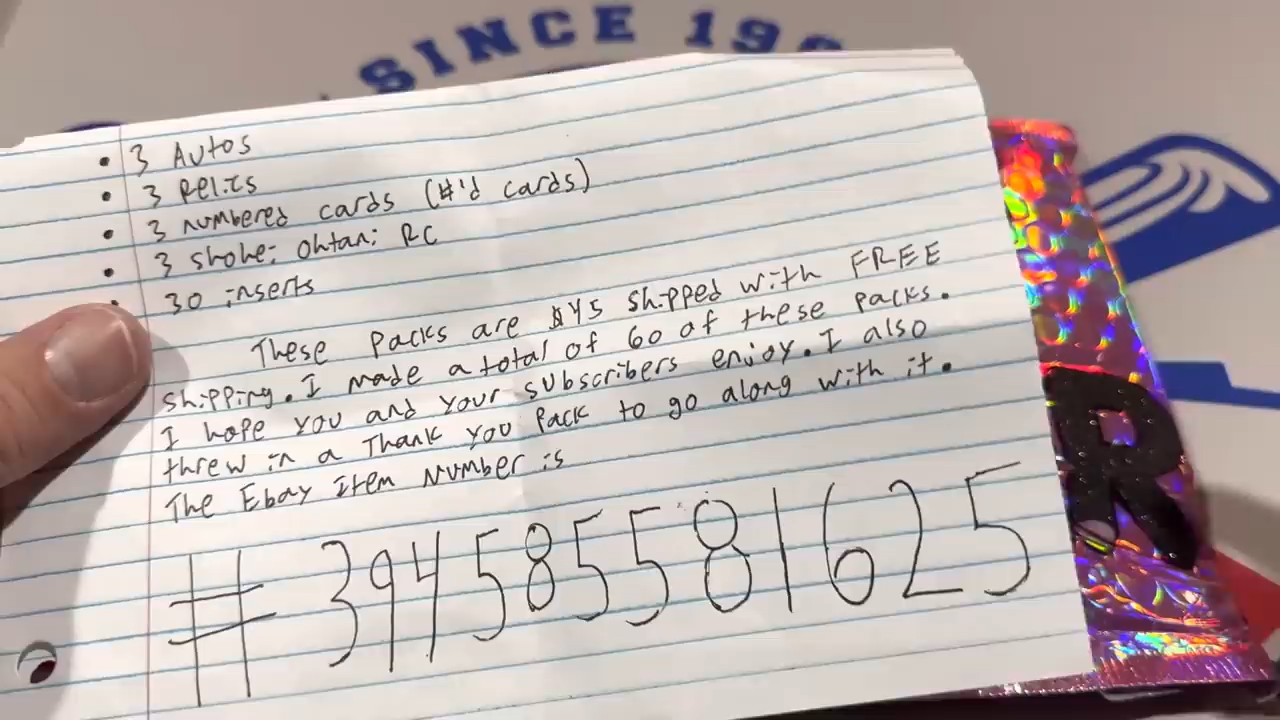 SINCE 199
• 3 Autos
• 3 Relics
• 3 numbered cards (#'d cards)
• 3 Shohei Ohtani RC
• 30 inserts
These packs are $45 shipped with FREE
shipping. I made a total of 60 of these packs.
I hope you and your subscribers enjoy. I also
threw in a Thank you Pack to go along with it.
The Ebay Item Number is
# 394585581625
R